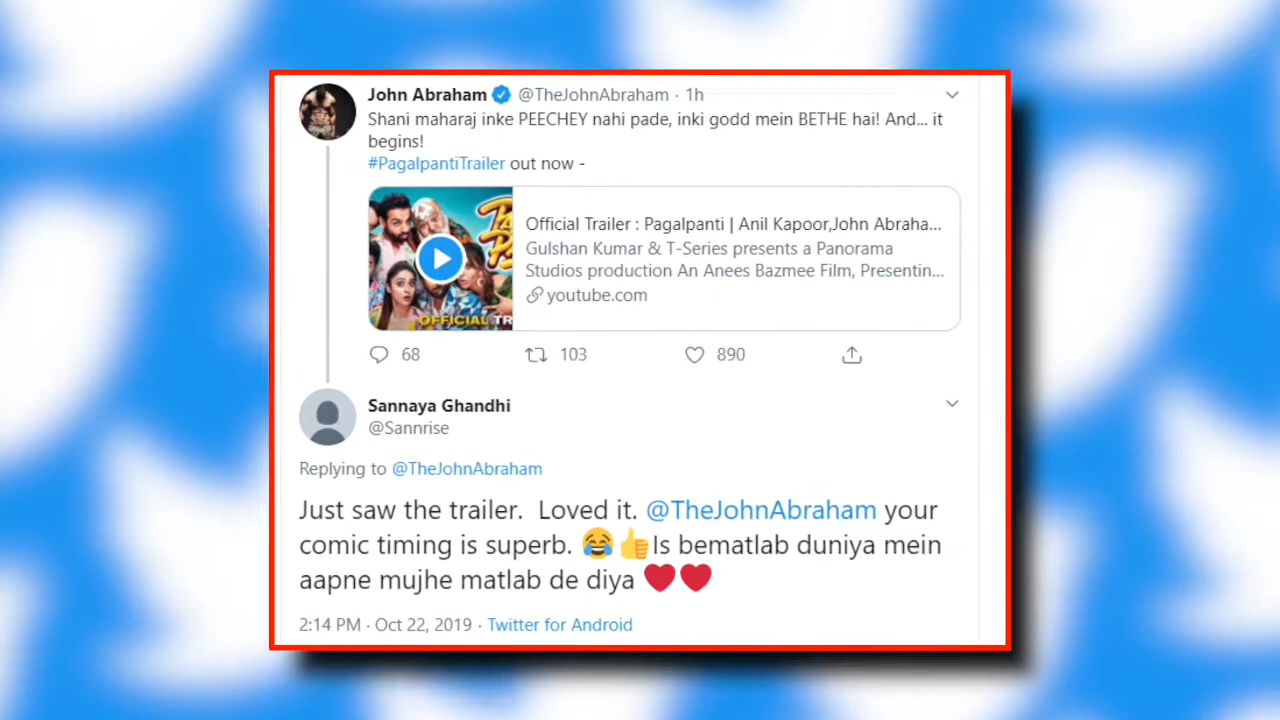 John Abraham @TheJohnAbraham · 1h
Shani maharaj inke PEECHEY nahi pade, inki godd mein BETHE hai! And... it
begins!
#PagalpantiTrailer out now -
Official Trailer : Pagalpanti | Anil Kapoor,John Abraha...
Gulshan Kumar & T-Series presents a Panorama
Studios production An Anees Bazmee Film, Presentin...
youtube.com
OFFICIAL TR
68 103 890
Sannaya Ghandhi
@Sannrise
Replying to @TheJohnAbraham
Just saw the trailer.  Loved it. @TheJohnAbraham your
comic timing is superb. 😂👍Is bematlab duniya mein
aapne mujhe matlab de diya ❤❤
2:14 PM · Oct 22, 2019 · Twitter for Android